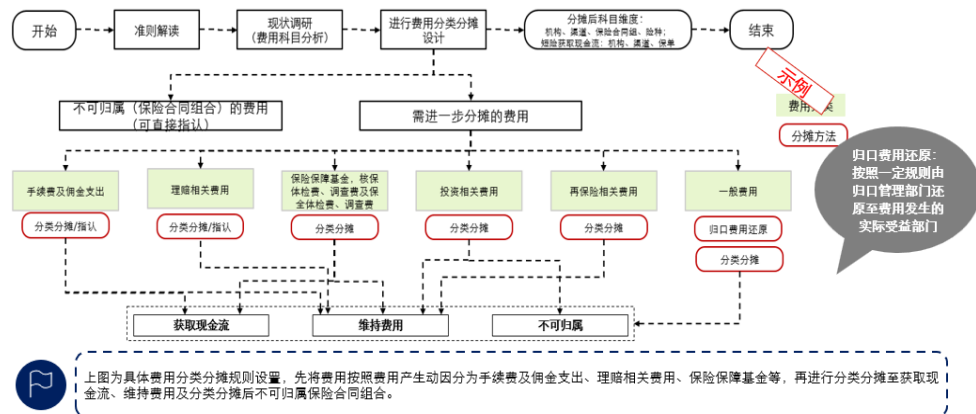 开始
准则解读
现状调研
（费用科目分析）
进行费用分类分摊
设计
分摊后科目维度：
机构、渠道、保险合同组、险种；
短险获取现金流：机构、渠道、保单
结束
示例
不可归属（保险合同组合）的费用
（可直接指认）
需进一步分摊的费用
费用分类
分摊方法
归口费用还原：
按照一定规则由
归口管理部门还
原至费用发生的
实际受益部门
手续费及佣金支出
理赔相关费用
保险保障基金，核保
体检费、调查费及保
全体检费、调查费
投资相关费用
再保险相关费用
一般费用
分类分摊/指认
分类分摊/指认
分类分摊
分类分摊
分类分摊
归口费用还原
分类分摊
获取现金流
维持费用
不可归属
上图为具体费用分类分摊规则设置，先将费用按照费用产生动因分为手续费及佣金支出、理赔相关费用、保险保障基金等，再进行分类分摊至获取现
金流、维持费用及分类分摊后不可归属保险合同组合。